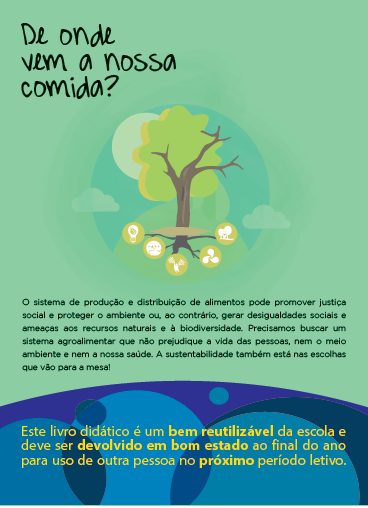 De onde
vem a nossa
comida?
O sistema de produção e distribuição de alimentos pode promover justiça
social e proteger o ambiente ou, ao contrário, gerar desigualdades sociais e
ameaças aos recursos naturais e à biodiversidade. Precisamos buscar um
sistema agroalimentar que não prejudique a vida das pessoas, nem o meio
ambiente e nem a nossa saúde. A sustentabilidade também está nas escolhas
que vão para a mesa!
Este livro didático é um bem reutilizável da escola e
deve ser devolvido em bom estado ao final do ano
para uso de outra pessoa no próximo período letivo.